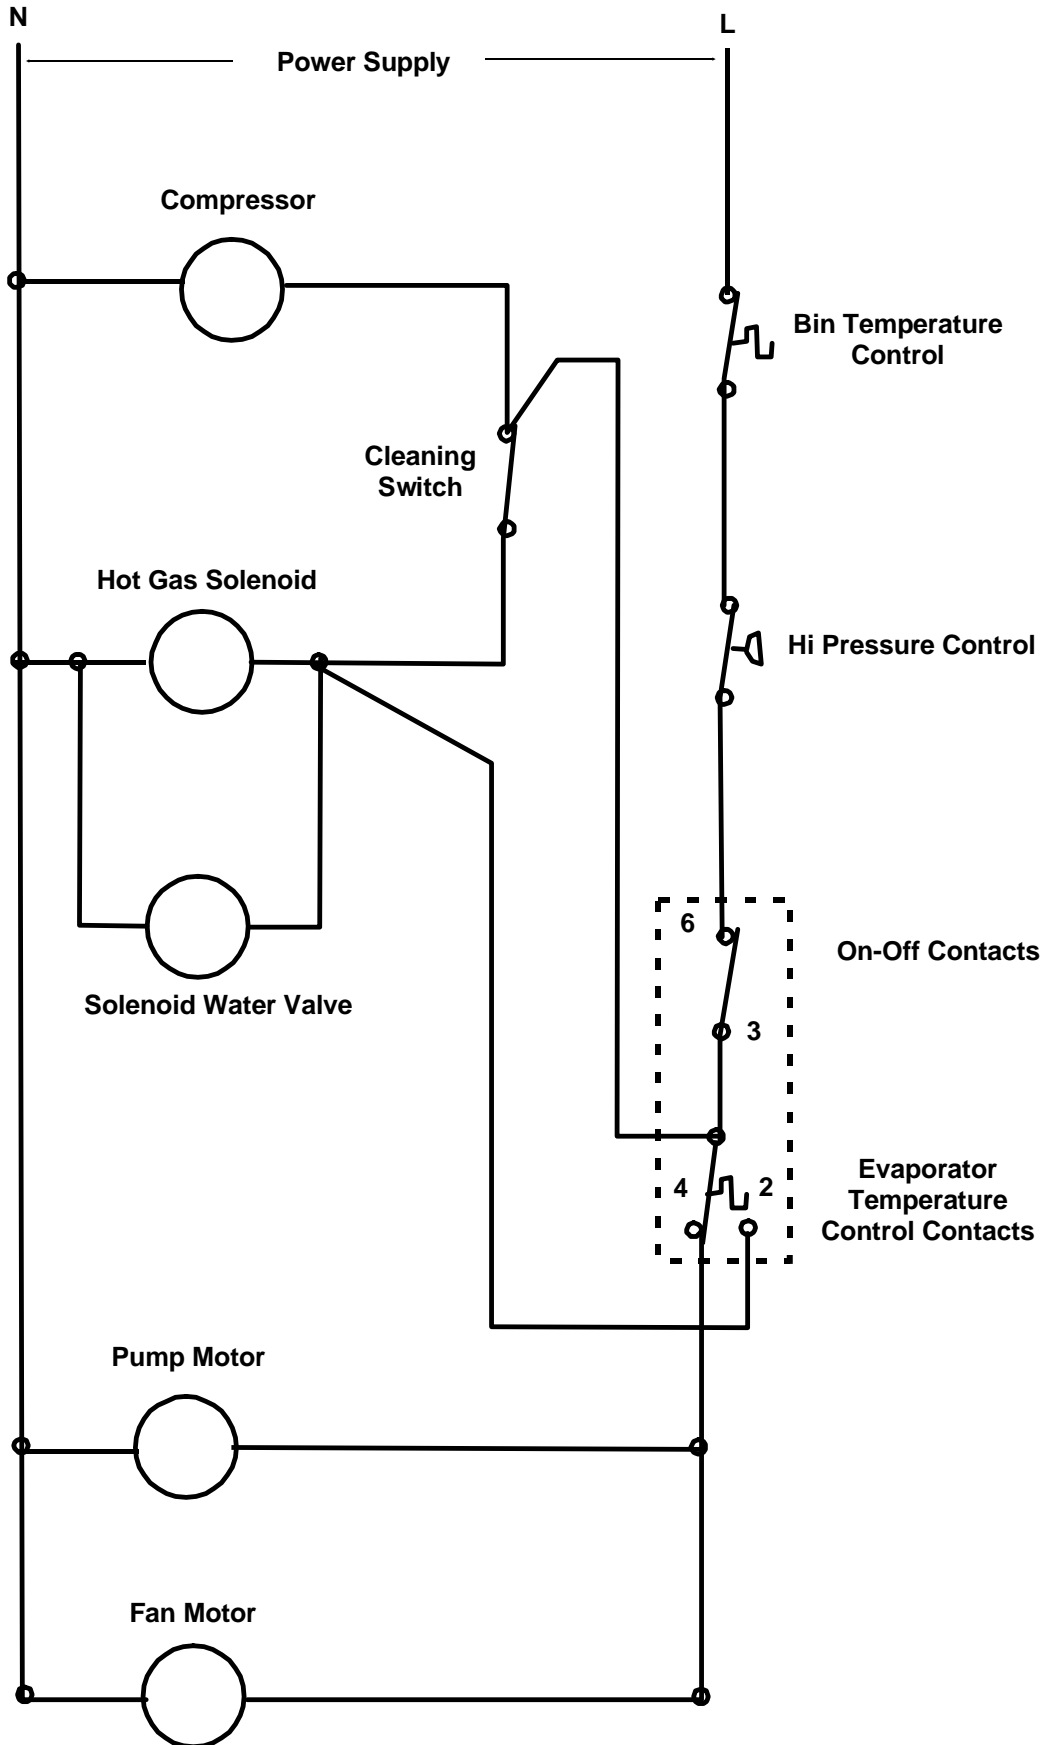 N
L
Power Supply
Compressor
Bin Temperature
Control
Cleaning
Switch
Hot Gas Solenoid
Hi Pressure Control
6
On-Off Contacts
Solenoid Water Valve
3
Evaporator
Temperature
Control Contacts
4
2
Pump Motor
Fan Motor